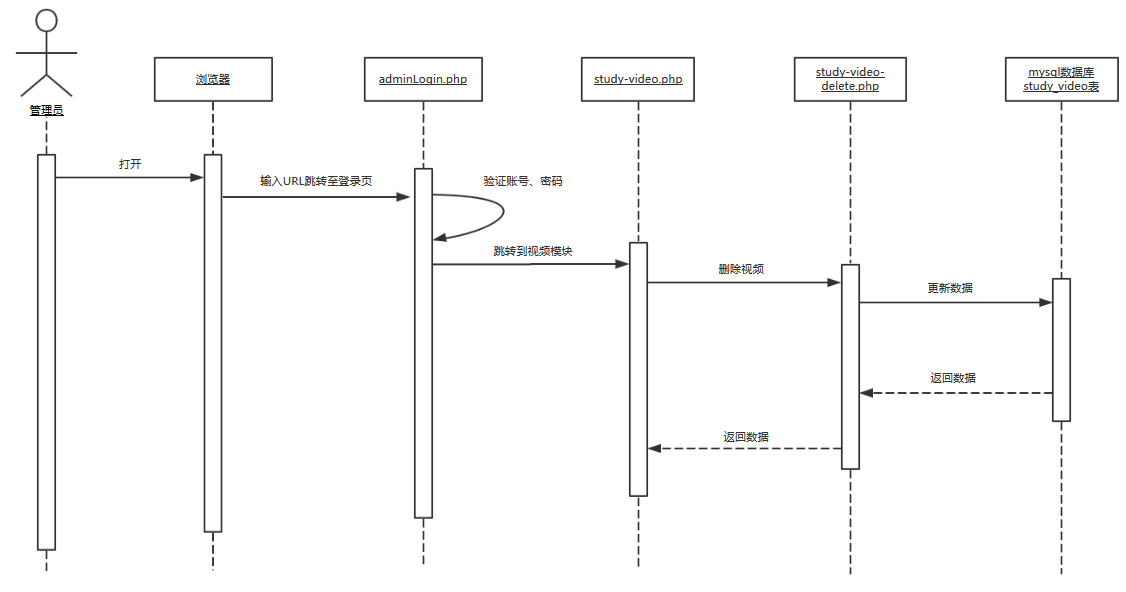 管理员
浏览器
adminLogin.php
study-video.php
study-video-
delete.php
mysql数据库
study_video表
打开
输入URL跳转至登录页
验证账号、密码
跳转到视频模块
删除视频
更新数据
返回数据
返回数据